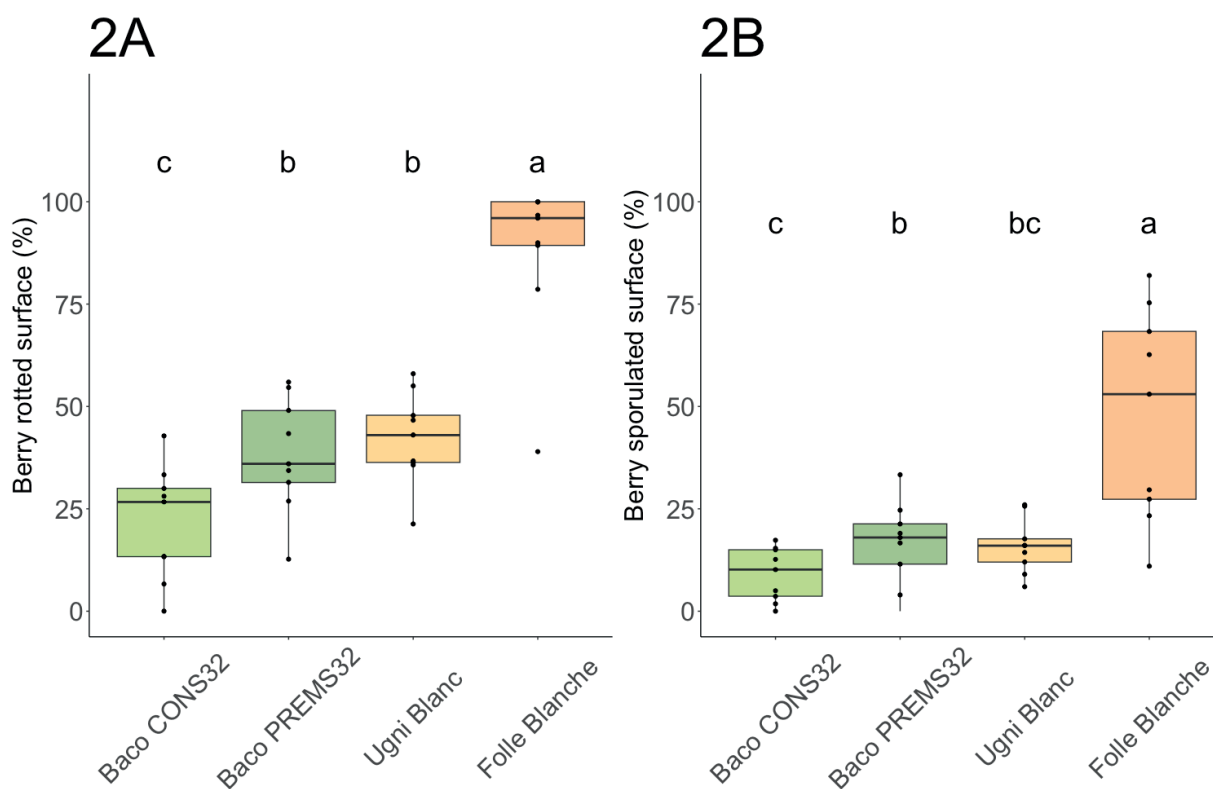 2A
Berry rotted surface (%)
100
75
50
25
0
c b b a
Baco CONS32
Baco PREMS32
Ugni Blanc
Folle Blanche
2B
Berry sporulated surface (%)
100
75
50
25
0
c b bc a
Baco CONS32
Baco PREMS32
Ugni Blanc
Folle Blanche